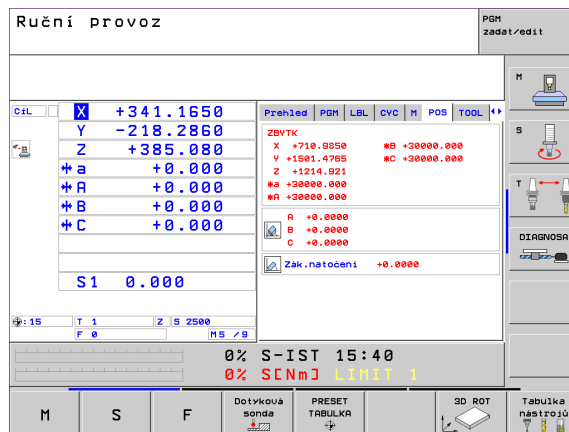 Ruční provoz
PGM
zadat/edit
CíL
X +341.1650
Y -218.2860
Z +385.080
a +0.000
A +0.000
B +0.000
C +0.000
S1 0.000
:15
T 1
Z S 2500
F 0
M5 /9
Prehled PGM LBL CYC M POS TOOL
ZBYTK
X +710.9850
Y +1501.4765
Z +1214.921
*a +30000.000
*A +30000.000
*B +30000.000
*C +30000.000
A +0.0000
B +0.0000
C +0.0000
Zák.natočení +0.0000
0% S-IST 15:40
0% S[Nm] LIMIT 1
M
S
T
DIAGNOSA
M
S
F
Dotyková
sonda
PRESET
TABULKA
3D ROT
Tabulka
nástrojů